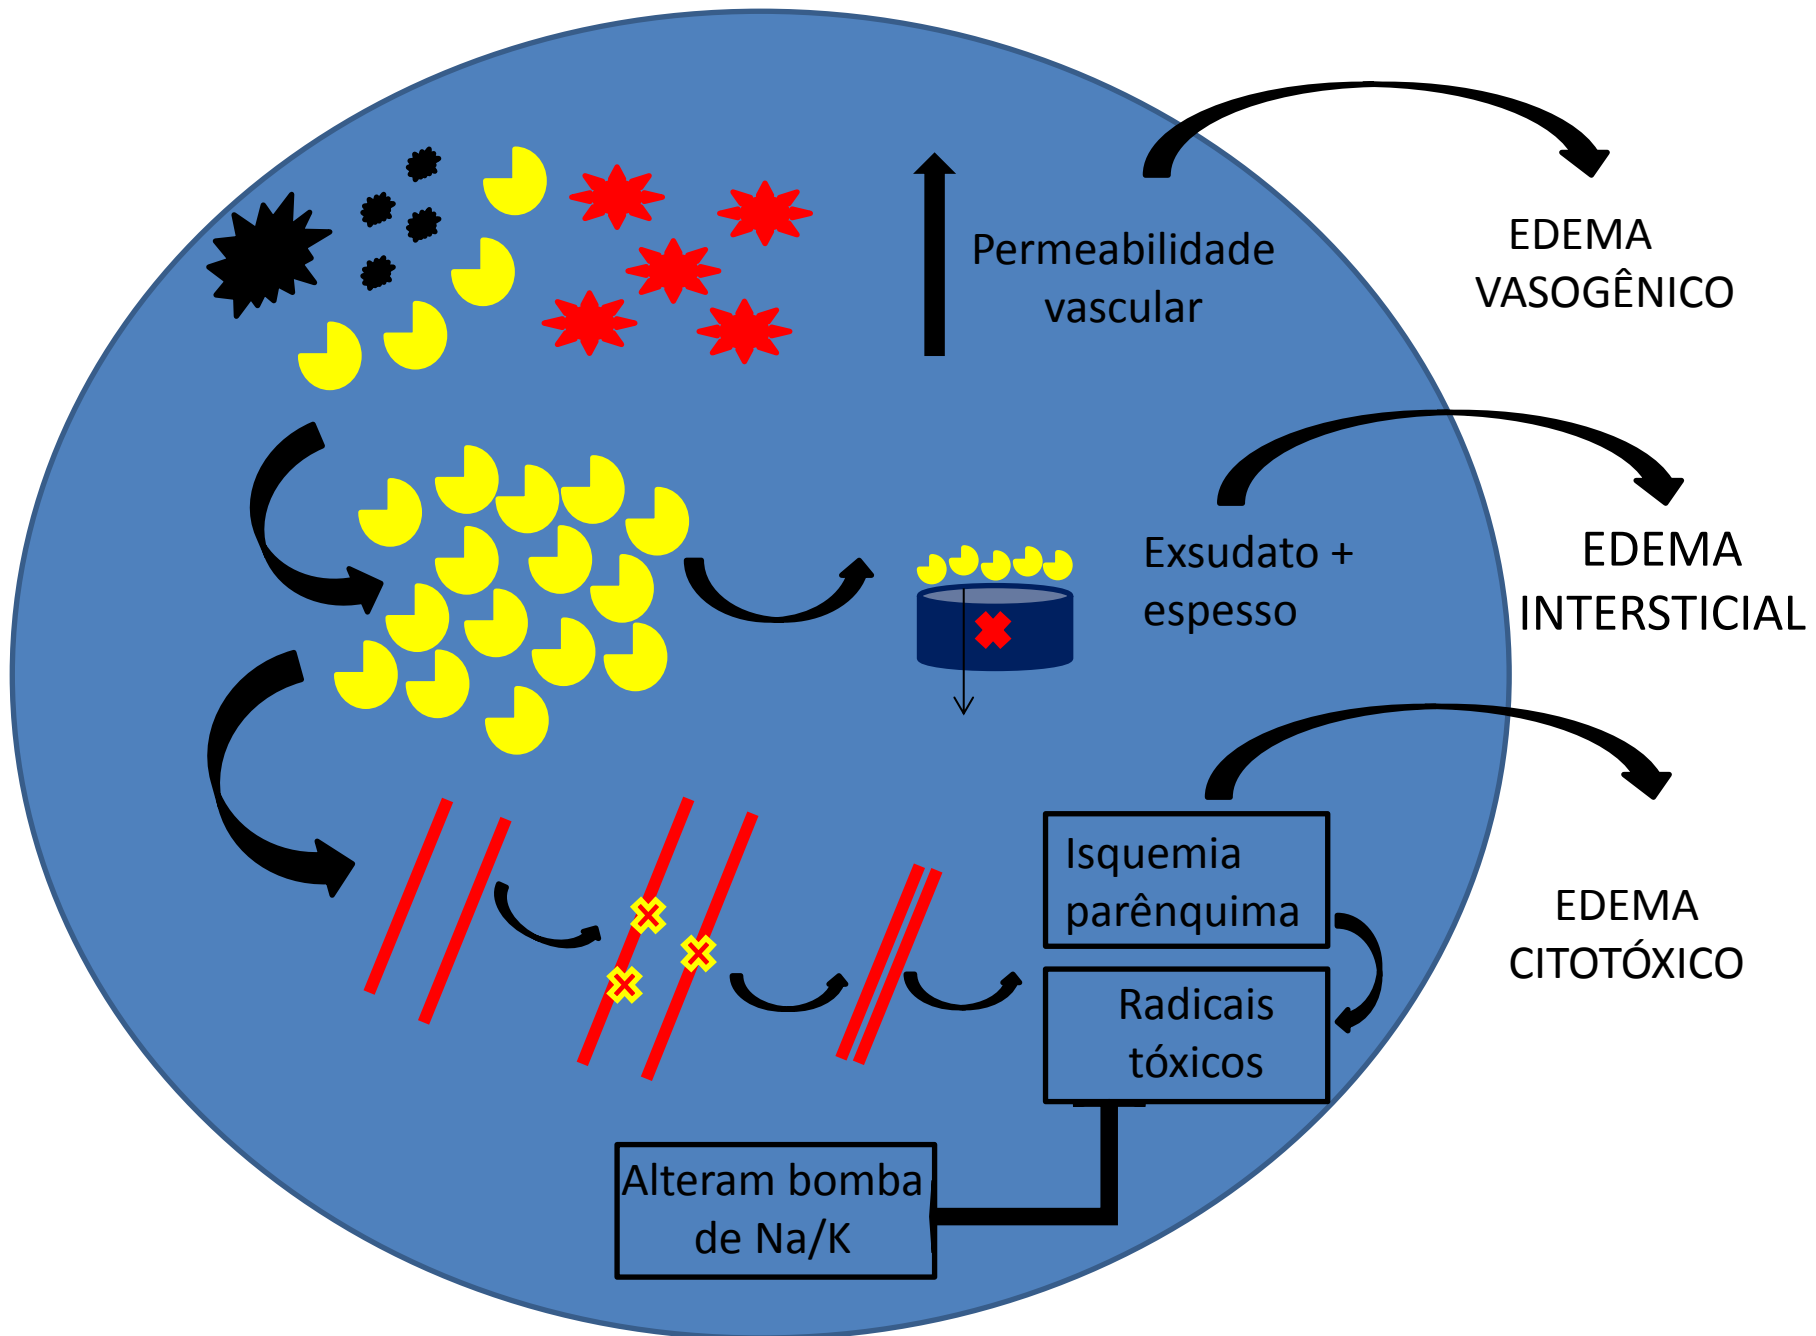 Permeabilidade
vascular
EDEMA
VASOGÊNICO
Exsudato +
espesso
EDEMA
INTERSTICIAL
Isquemia
parênquima
EDEMA
CITOTÓXICO
Radicais
tóxicos
Alteram bomba
de Na/K